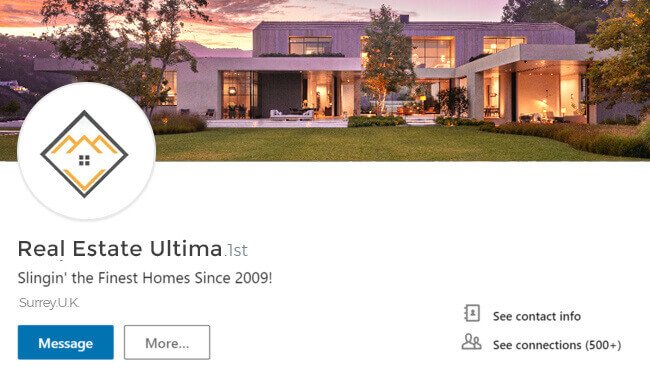 Real Estate Ultima.1st
Slingin' the Finest Homes Since 2009!
Surrey.U.K.
Message
More...
See contact info
See connections (500+)